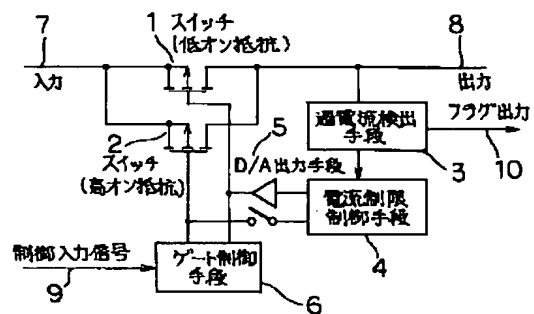 1 スイッチ
(低オン抵抗)
7
8
入力
出力
2
スイッチ
(高オン抵抗)
5
D/A出力手段
過電流検出
手段
フラグ出力
3
10
電流制限
制御手段
4
制御入力信号
9
ゲート制御
手段
6